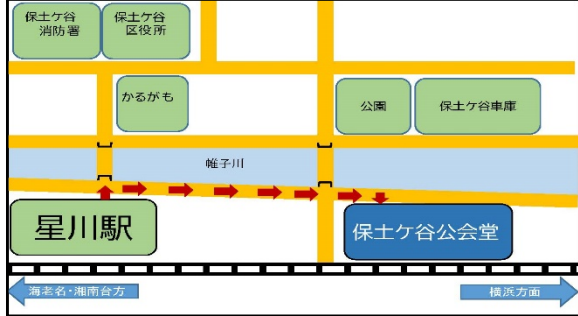 保土ケ谷
消防署
保土ケ谷
区役所
かるがも
公園
保土ケ谷車庫
帷子川
星川駅
保土ケ谷公会堂
海老名・湘南台方
横浜方面